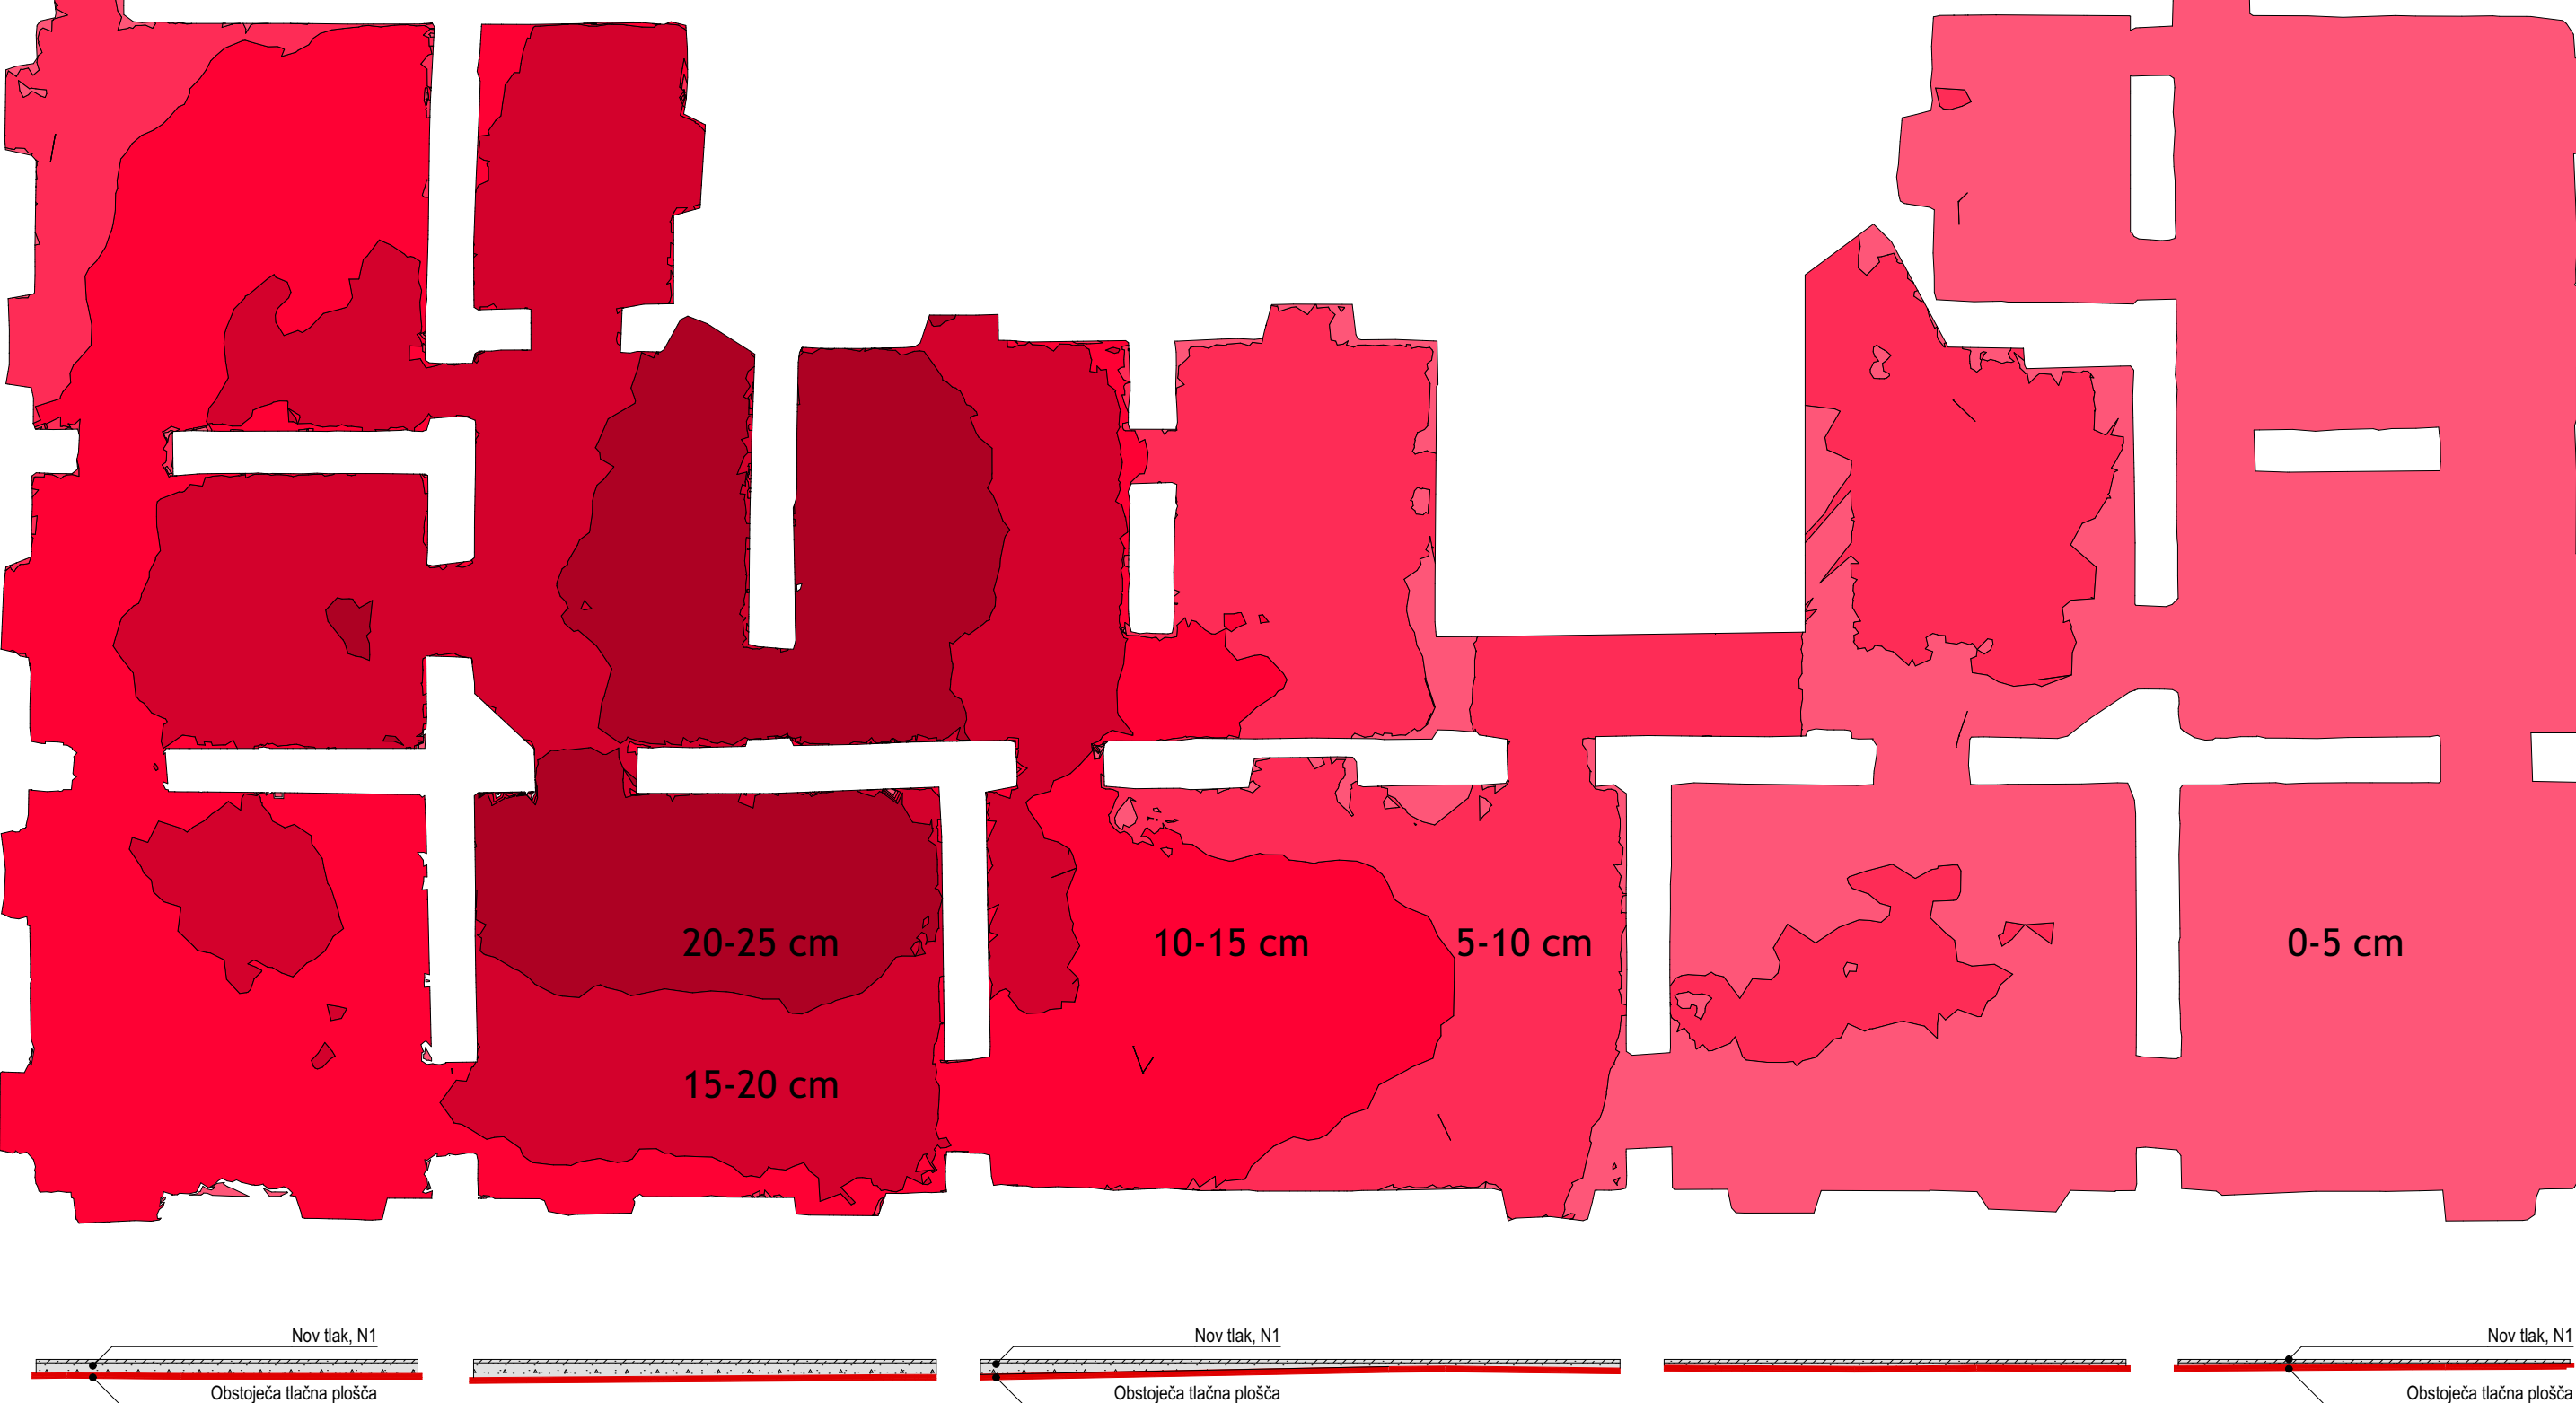 20-25 cm
10-15 cm
5-10 cm
0-5 cm
15-20 cm
Nov tlak, N1
Nov tlak, N1
Nov tlak, N1
Obstoječa tlačna plošča
Obstoječa tlačna plošča
Obstoječa tlačna plošča